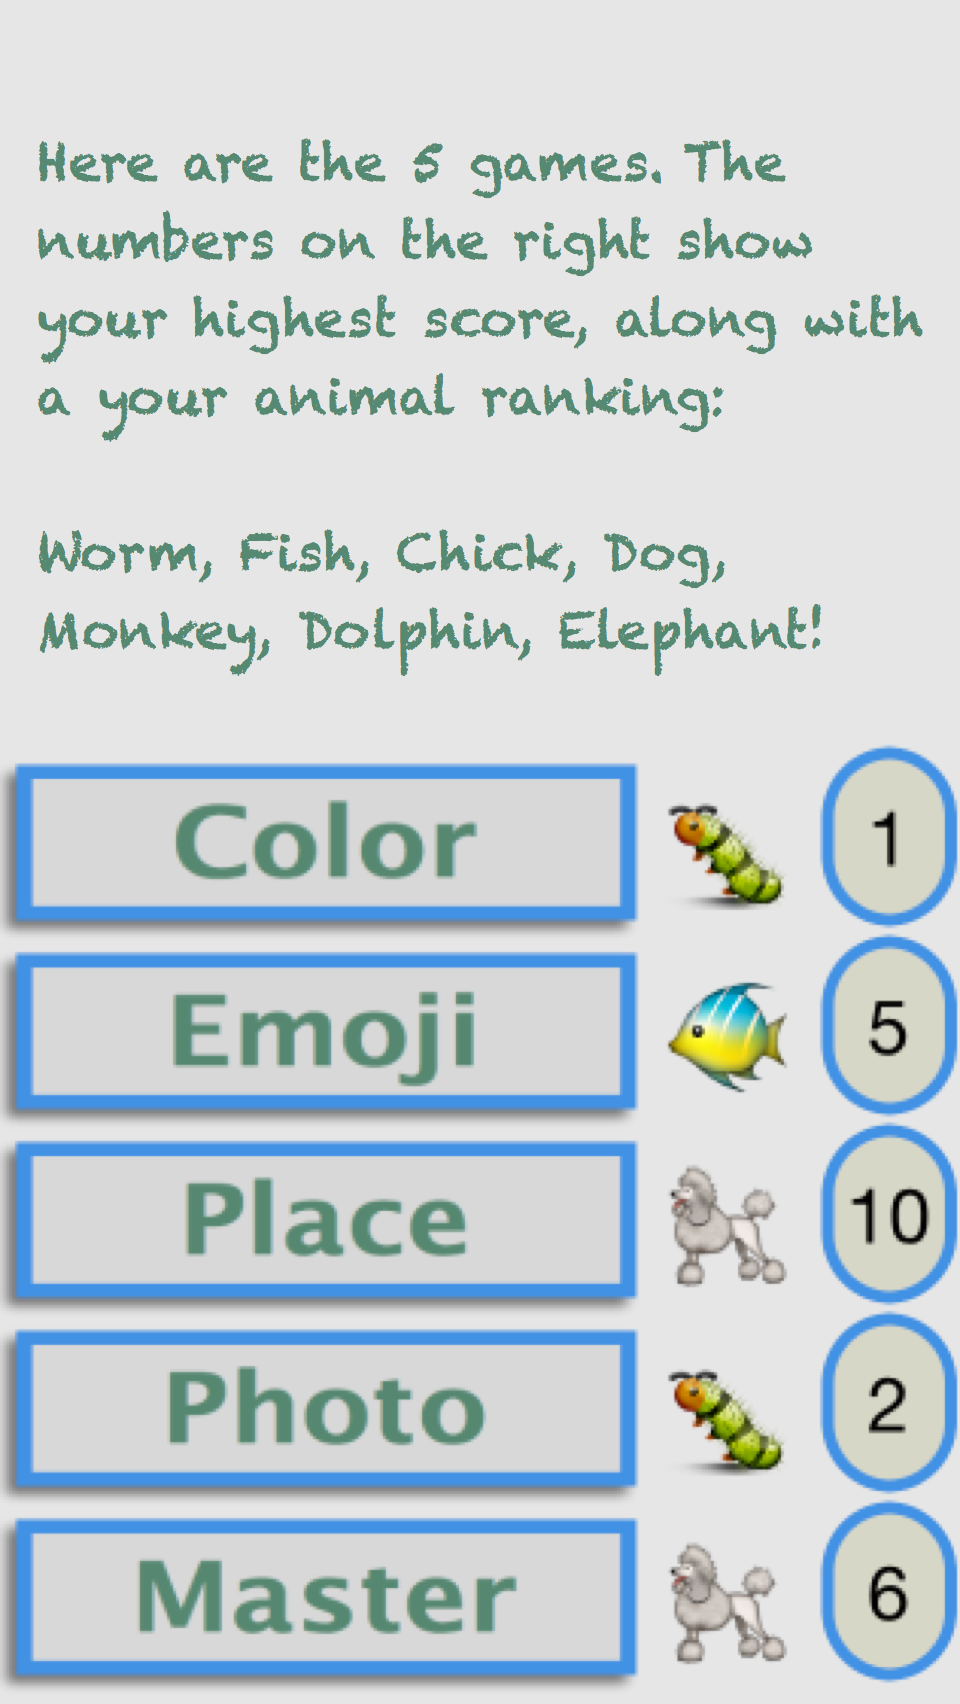 Here are the 5 games. The
numbers on the right show
your highest score, along with
a your animal ranking:
Worm, Fish, Chick, Dog,
Monkey, Dolphin, Elephant!
Color 1
Emoji 5
Place 10
Photo 2
Master 6